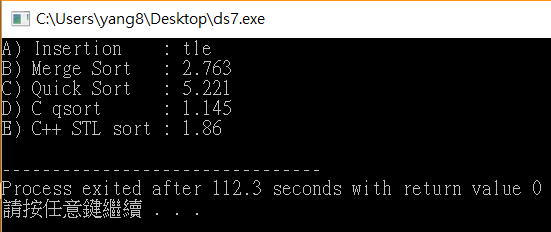 C:\Users\yang8\Desktop\ds7.exe
A) Insertion    : tle
B) Merge Sort   : 2.763
C) Quick Sort   : 5.221
D) C qsort      : 1.145
E) C++ STL sort : 1.86
--------------------------------
Process exited after 112.3 seconds with return value 0
請按任意鍵繼續 . . .